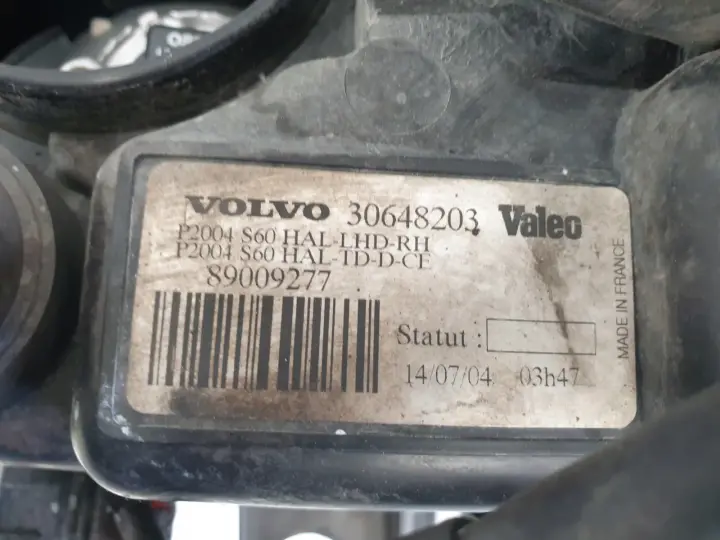 VOLVO 30648203 Valeo
P2004 S60 HAL-LHD-RH
P2004 S60 HAL-TD-D-CE
89009277
Statut :
14/07/04 03h47
MADE IN FRANCE